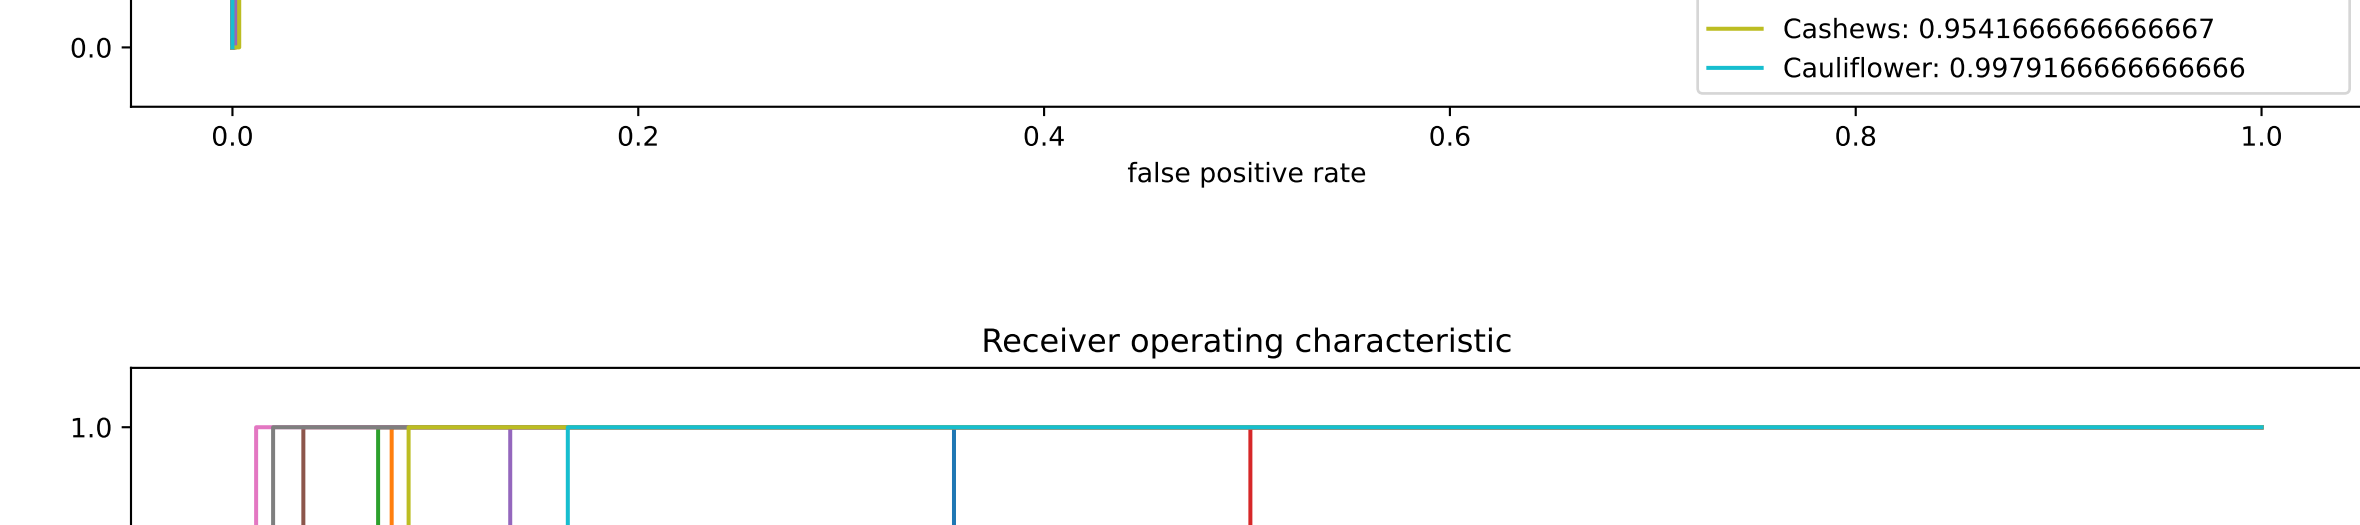 Cashews: 0.9541666666666667
0.0
Cauliflower: 0.9979166666666666
0.0 0.2 0.4 0.6 0.8 1.0
false positive rate
Receiver operating characteristic
1.0